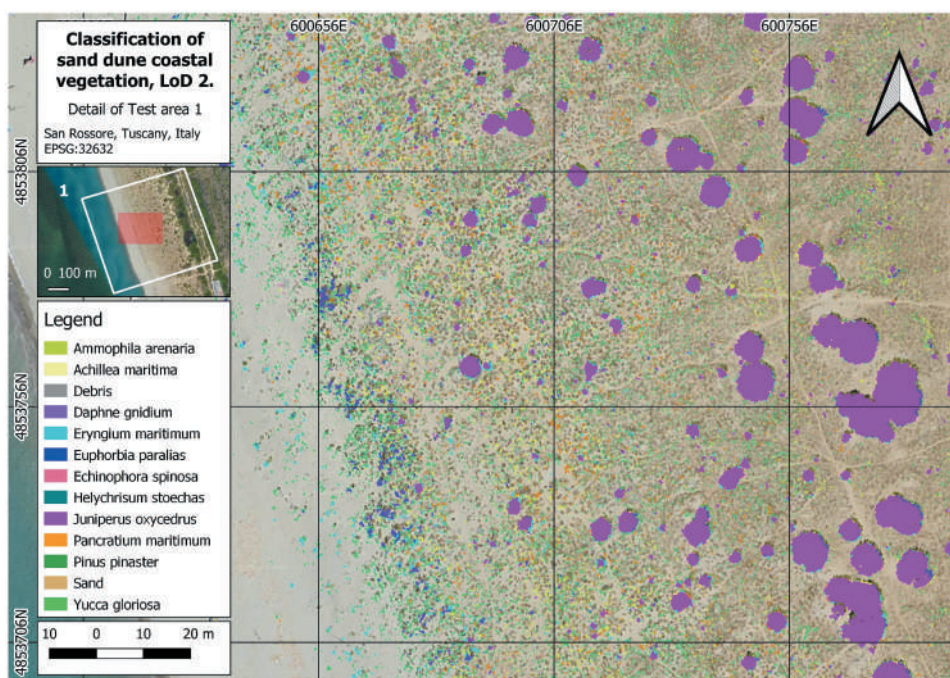 600656E
600706E
600756E
Classification of
sand dune coastal
vegetation, LoD 2.
Detail of Test area 1
San Rossore, Tuscany, Italy
EPSG:32632
4853806N
1
0 100 m
Legend
Ammophila arenaria
Achillea maritima
Debris
Daphne gnidium
Eryngium maritimum
Euphorbia paralias
Echinophora spinosa
Helychrisum stoechas
Juniperus oxycedrus
Pancratium maritimum
Pinus pinaster
Sand
Yucca gloriosa
4853756N
10 0 10 20 m
4853706N